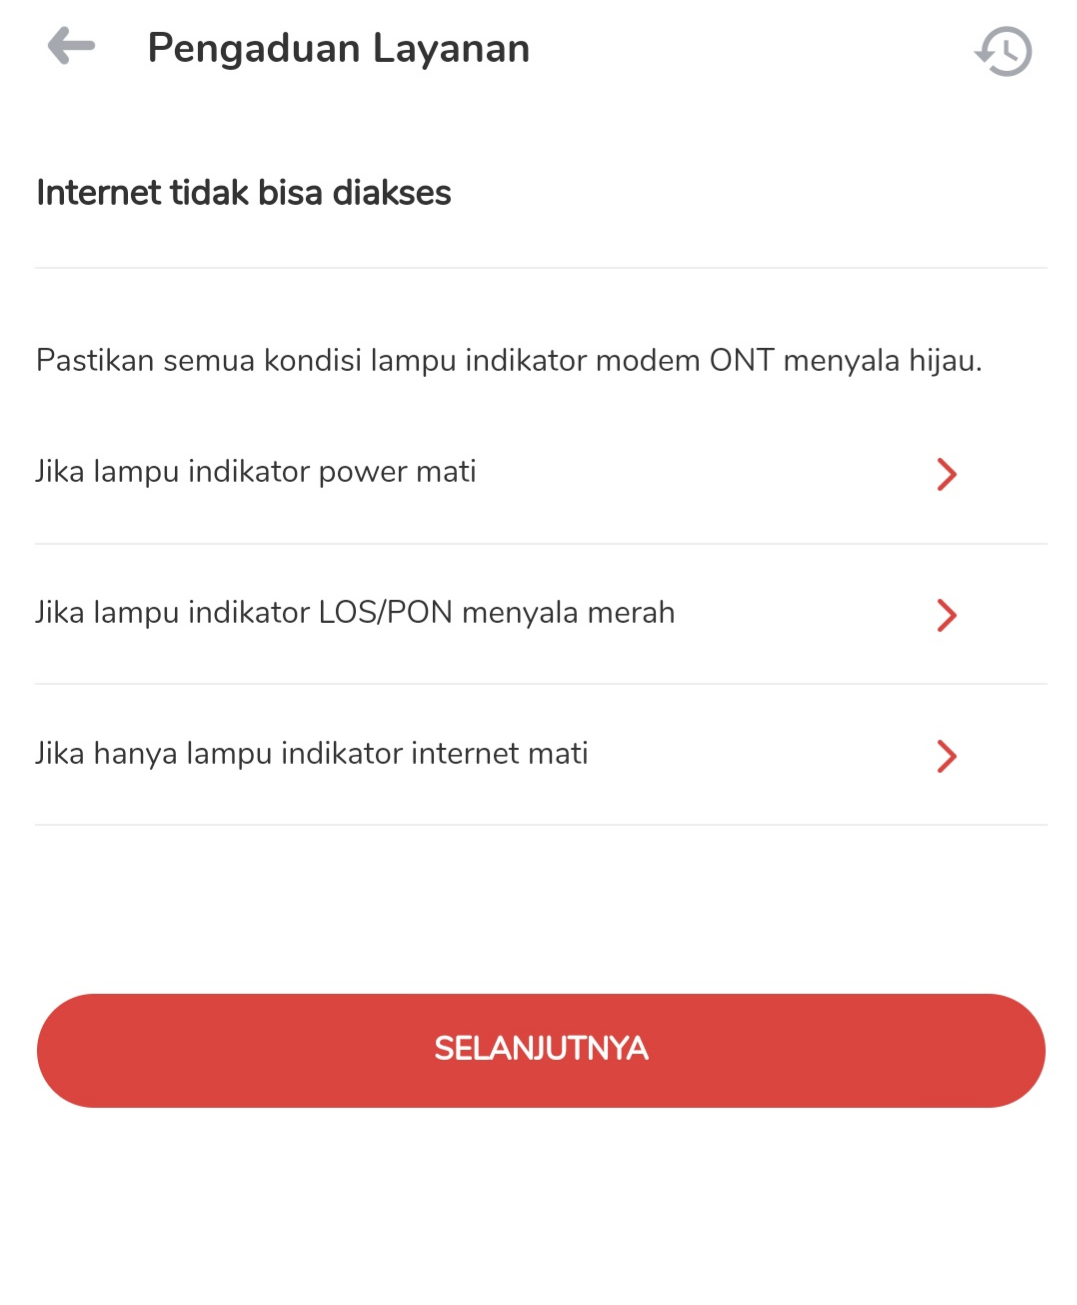 Pengaduan Layanan
Internet tidak bisa diakses
Pastikan semua kondisi lampu indikator modem ONT menyala hijau.
Jika lampu indikator power mati
Jika lampu indikator LOS/PON menyala merah
Jika hanya lampu indikator internet mati
SELANJUTNYA